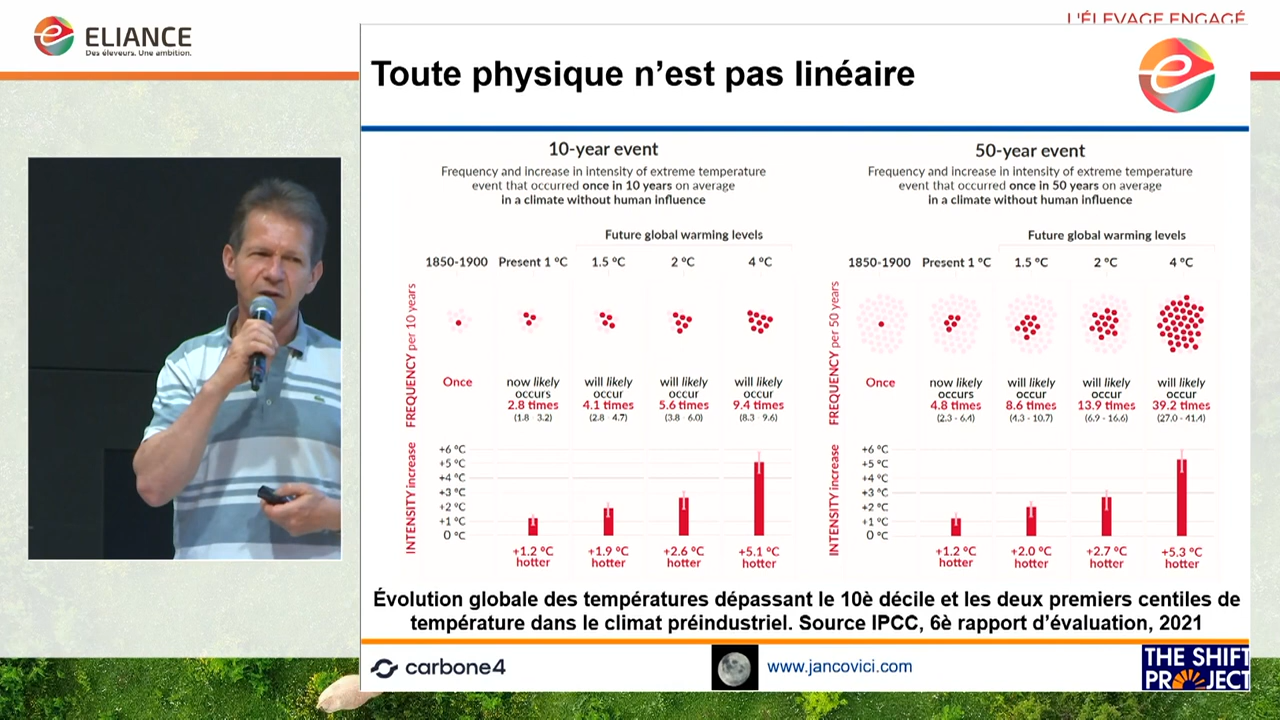 L'ÉLEVAGE ENGAGÉ
ELIANCE
Des éleveurs. Une ambition.
Toute physique n'est pas linéaire
10-year event
Frequency and increase in intensity of extreme temperature
event that occurred once in 10 years on average
in a climate without human influence
Future global warming levels
1850-1900 Present 1 °C 1.5 °C 2 °C 4 °C
FREQUENCY per 10 years
Once
now likely occurs 2.8 times (1.8 - 3.2)
will likely occur 4.1 times (2.8 - 4.7)
will likely occur 5.6 times (3.8 - 6.0)
will likely occur 9.4 times (8.3 - 9.6)
INTENSITY increase
+6 °C
+5 °C
+4 °C
+3 °C
+2 °C
+1 °C
0 °C
+1.2 °C hotter
+1.9 °C hotter
+2.6 °C hotter
+5.1 °C hotter
50-year event
Frequency and increase in intensity of extreme temperature
event that occurred once in 50 years on average
in a climate without human influence
Future global warming levels
1850-1900 Present 1 °C 1.5 °C 2 °C 4 °C
FREQUENCY per 50 years
Once
now likely occurs 4.8 times (2.3 - 6.4)
will likely occur 8.6 times (4.3 - 10.7)
will likely occur 13.9 times (6.9 - 16.6)
will likely occur 39.2 times (27.0 - 41.4)
INTENSITY increase
+6 °C
+5 °C
+4 °C
+3 °C
+2 °C
+1 °C
0 °C
+1.2 °C hotter
+2.0 °C hotter
+2.7 °C hotter
+5.3 °C hotter
Évolution globale des températures dépassant le 10è décile et les deux premiers centiles de
température dans le climat préindustriel. Source IPCC, 6è rapport d'évaluation, 2021
carbone4
www.jancovici.com
THE SHIFT
PROJECT